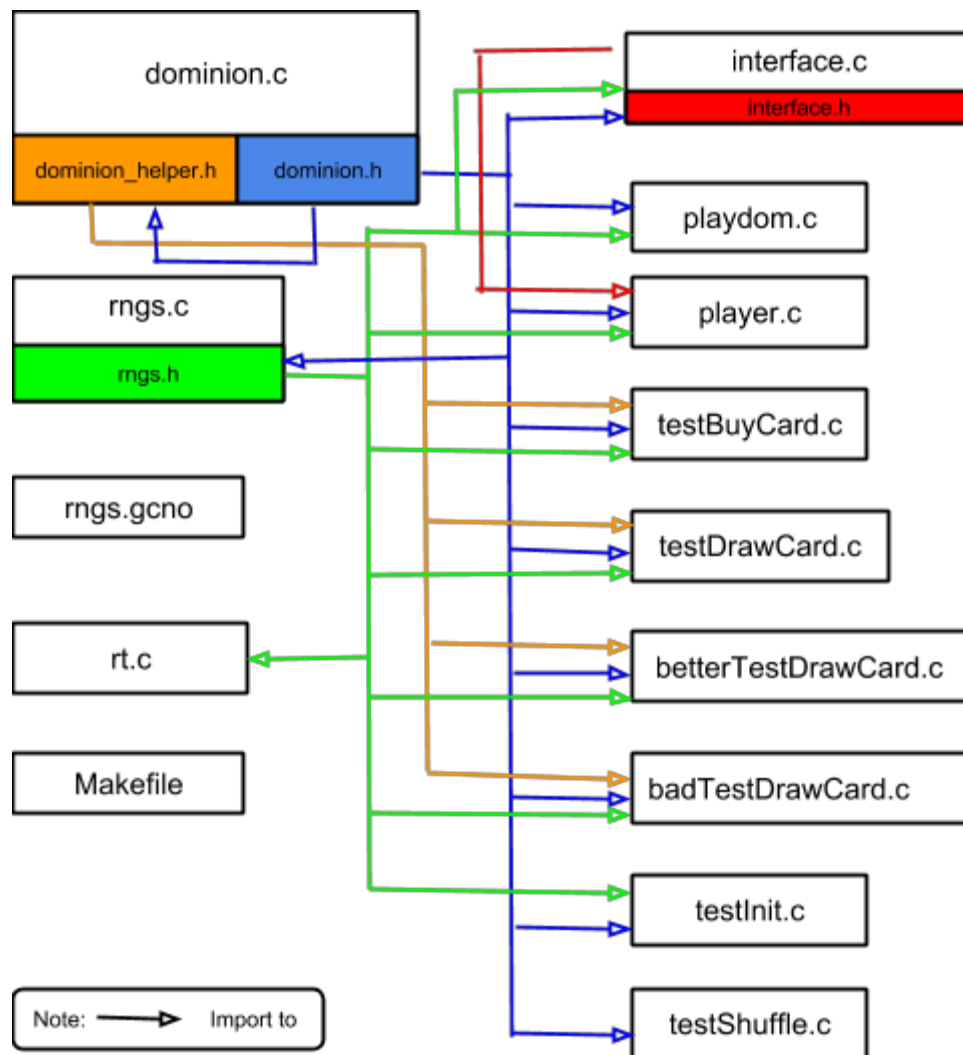 dominion.c
dominion_helper.h
dominion.h
rngs.c
rngs.h
rngs.gcno
rt.c
Makefile
Note:
Import to
interface.c
interface.h
playdom.c
player.c
testBuyCard.c
testDrawCard.c
betterTestDrawCard.c
badTestDrawCard.c
testInit.c
testShuffle.c